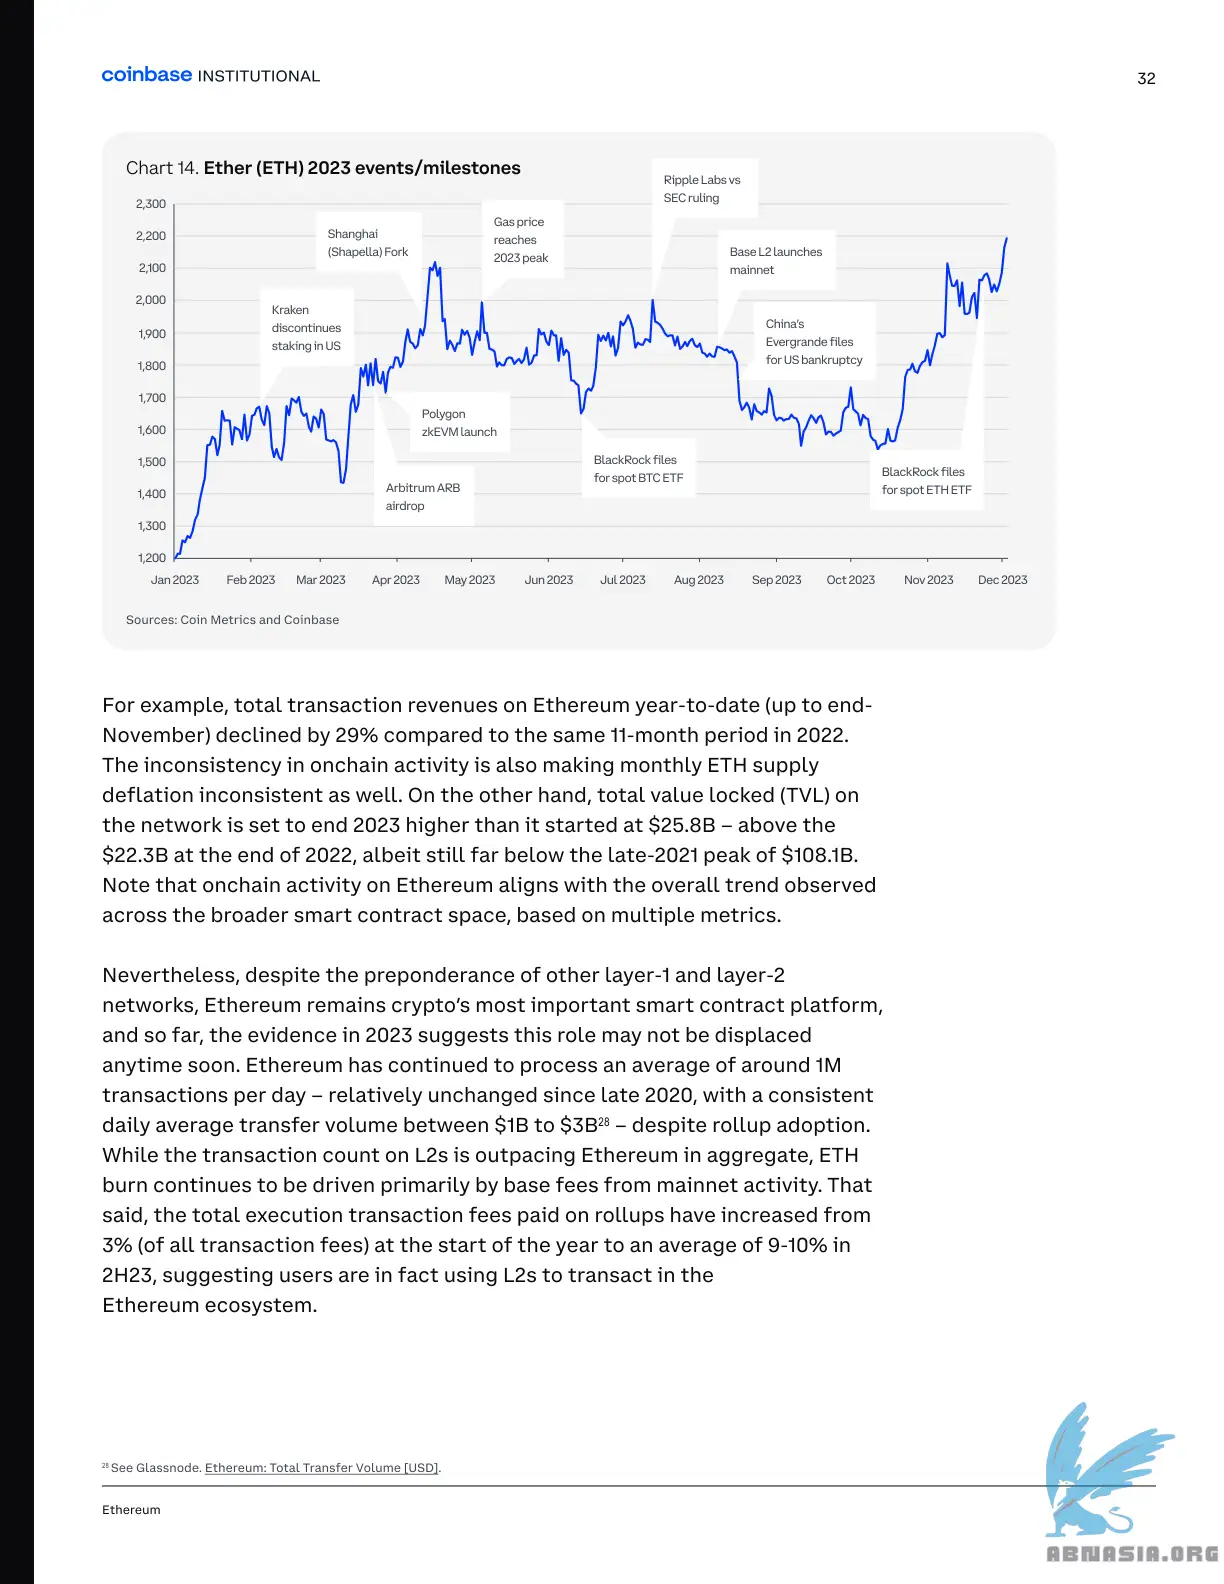 coinbase INSTITUTIONAL
32
Chart 14. Ether (ETH) 2023 events/milestones
Ripple Labs vs
SEC ruling
Gas price
reaches
2023 peak
Shanghai
(Shapella) Fork
Base L2 launches
mainnet
Kraken
discontinues
staking in US
China's
Evergrande files
for US bankruptcy
Polygon
zkEVM launch
BlackRock files
for spot BTC ETF
BlackRock files
for spot ETH ETF
Arbitrum ARB
airdrop
2,300
2,200
2,100
2,000
1,900
1,800
1,700
1,600
1,500
1,400
1,300
1,200
Jan 2023 Feb 2023 Mar 2023 Apr 2023 May 2023 Jun 2023 Jul 2023 Aug 2023 Sep 2023 Oct 2023 Nov 2023 Dec 2023
Sources: Coin Metrics and Coinbase
For example, total transaction revenues on Ethereum year-to-date (up to end-
November) declined by 29% compared to the same 11-month period in 2022.
The inconsistency in onchain activity is also making monthly ETH supply
deflation inconsistent as well. On the other hand, total value locked (TVL) on
the network is set to end 2023 higher than it started at $25.8B – above the
$22.3B at the end of 2022, albeit still far below the late-2021 peak of $108.1B.
Note that onchain activity on Ethereum aligns with the overall trend observed
across the broader smart contract space, based on multiple metrics.
Nevertheless, despite the preponderance of other layer-1 and layer-2
networks, Ethereum remains crypto's most important smart contract platform,
and so far, the evidence in 2023 suggests this role may not be displaced
anytime soon. Ethereum has continued to process an average of around 1M
transactions per day – relatively unchanged since late 2020, with a consistent
daily average transfer volume between $1B to $3B28 – despite rollup adoption.
While the transaction count on L2s is outpacing Ethereum in aggregate, ETH
burn continues to be driven primarily by base fees from mainnet activity. That
said, the total execution transaction fees paid on rollups have increased from
3% (of all transaction fees) at the start of the year to an average of 9-10% in
2H23, suggesting users are in fact using L2s to transact in the
Ethereum ecosystem.
28 See Glassnode. Ethereum: Total Transfer Volume [USD].
Ethereum
ABNASIA.ORG